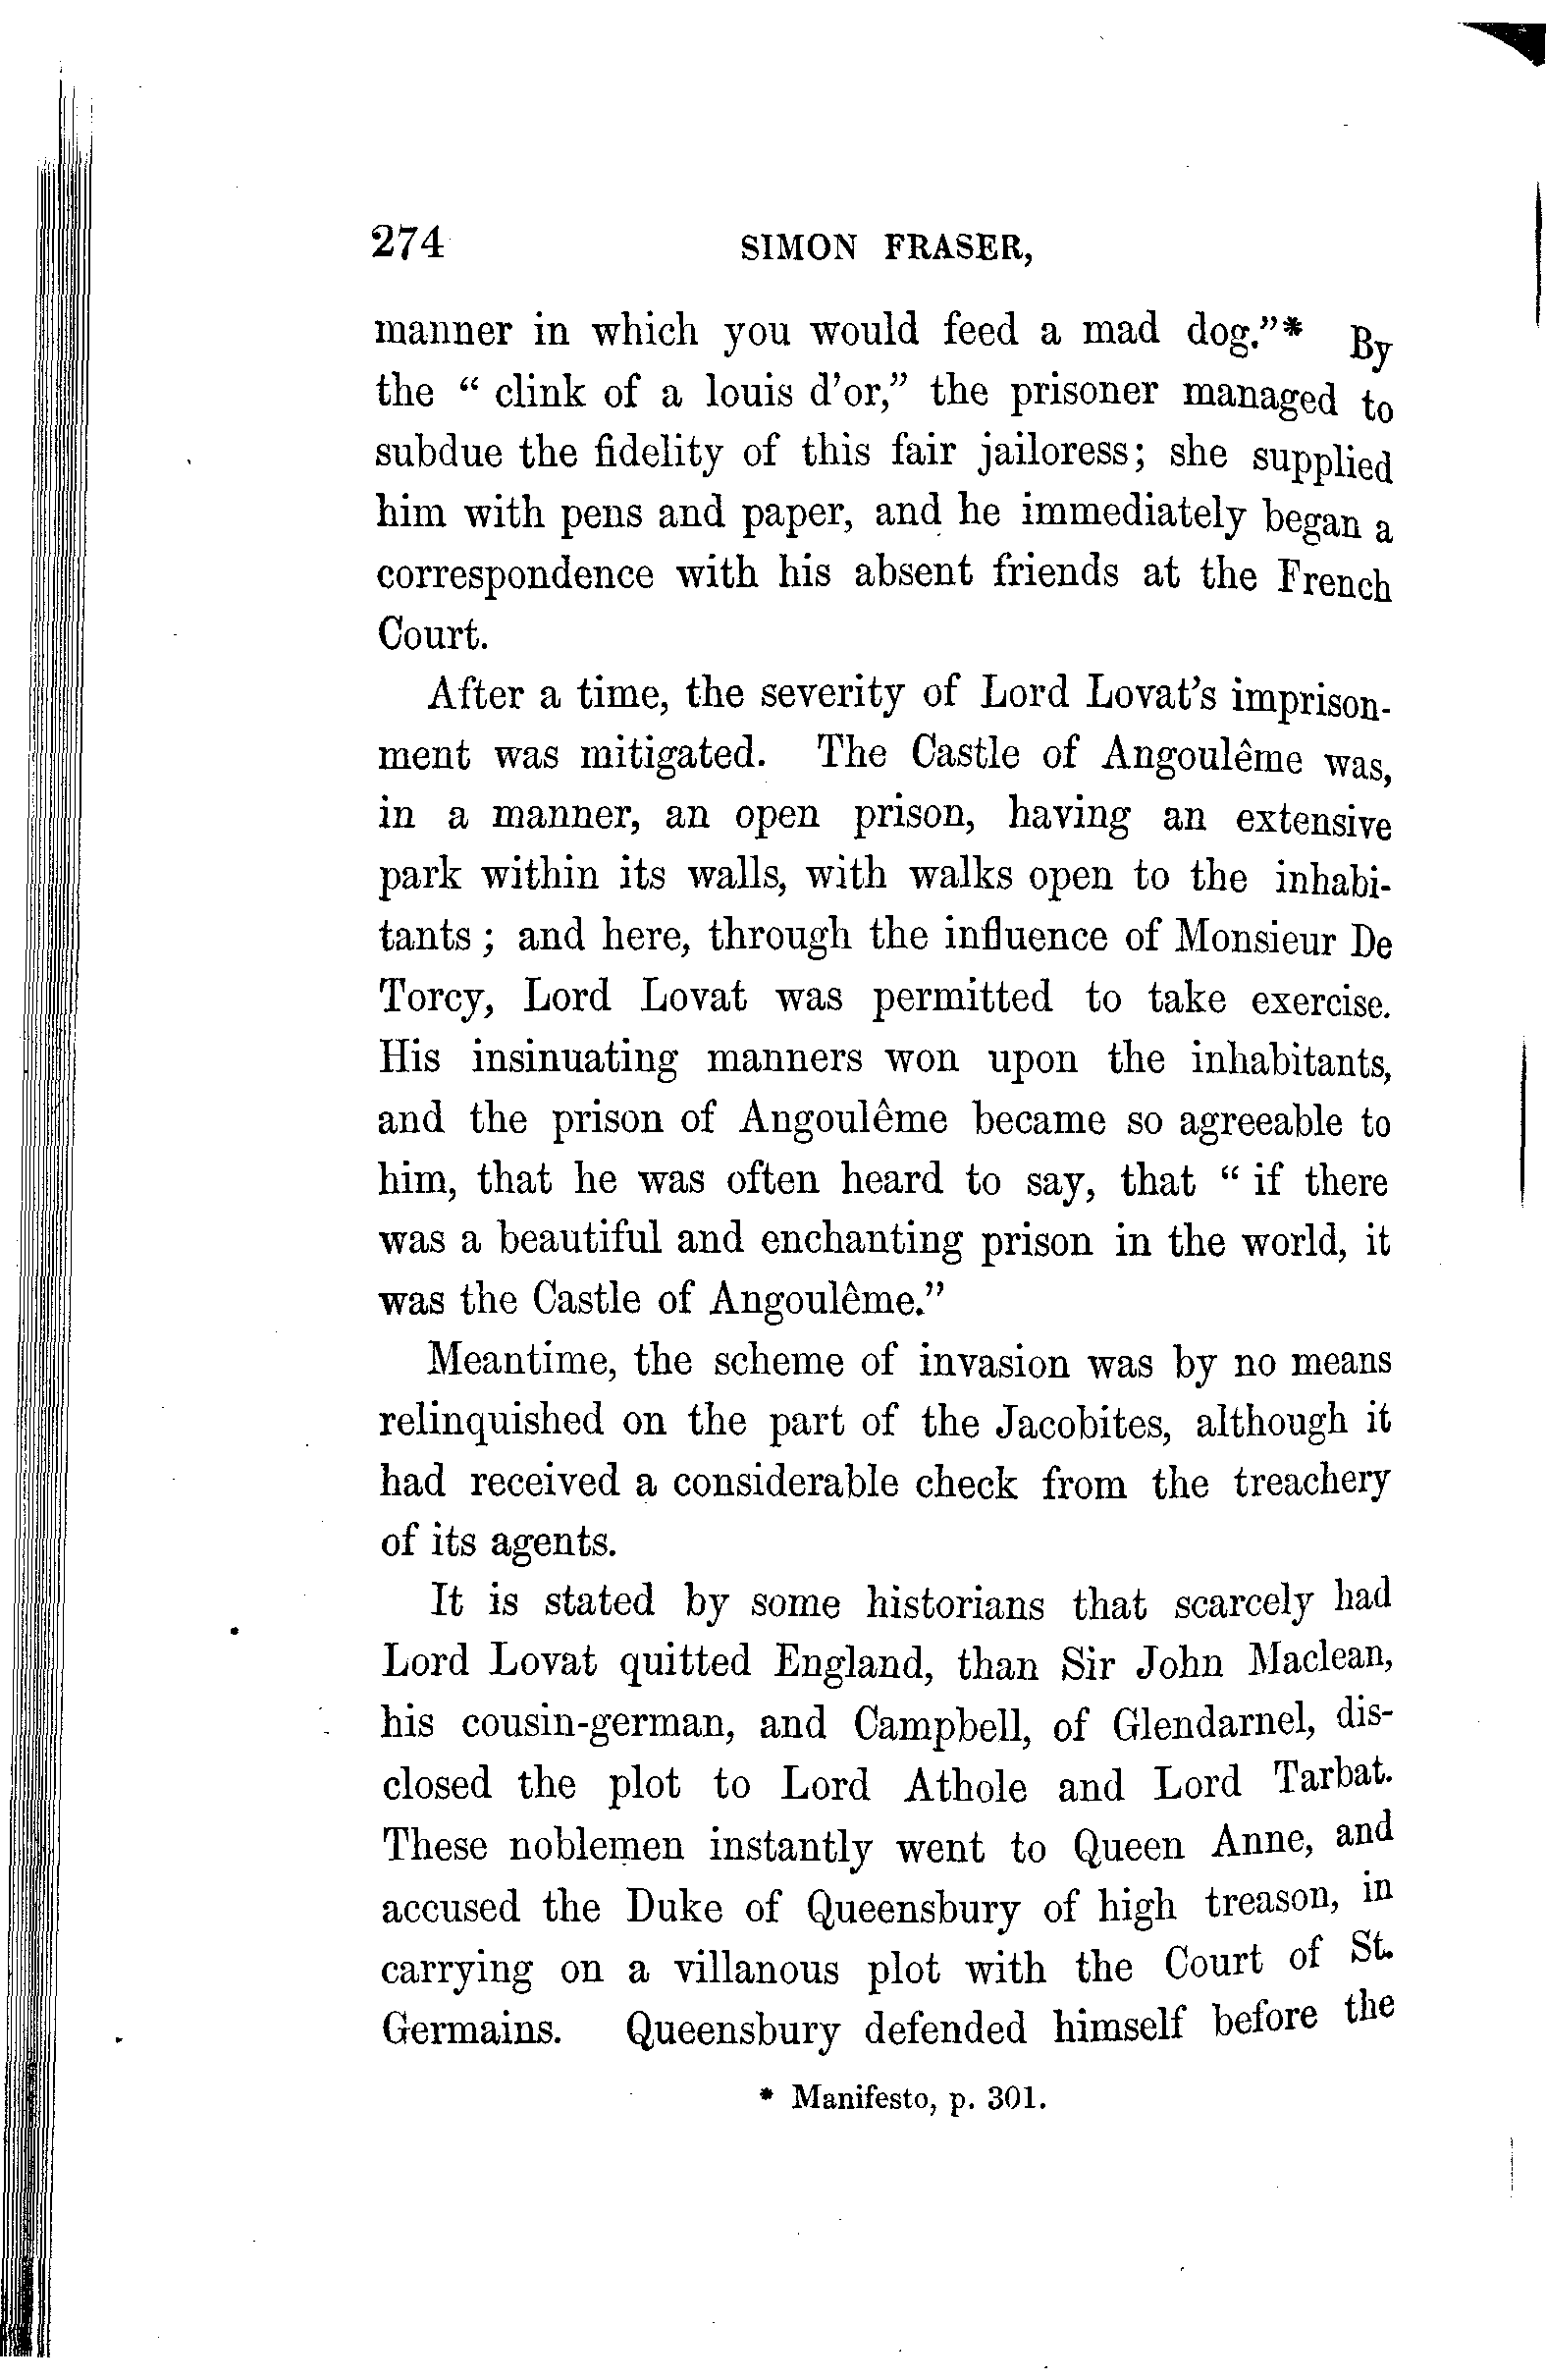 274 SIMON FRASER,
manner in which you would feed a mad dog."* By
the " clink of a louis d'or," the prisoner managed to
subdue the fidelity of this fair jailoress; she supplied
him with pens and paper, and he immediately began a
correspondence with his absent friends at the French
Court.
After a time, the severity of Lord Lovat's imprison-
ment was mitigated. The Castle of Angoulême was,
in a manner, an open prison, having an extensive
park within its walls, with walks open to the inhabi-
tants ; and here, through the influence of Monsieur De
Torcy, Lord Lovat was permitted to take exercise.
His insinuating manners won upon the inhabitants,
and the prison of Angoulême became so agreeable to
him, that he was often heard to say, that " if there
was a beautiful and enchanting prison in the world, it
was the Castle of Angoulême."
Meantime, the scheme of invasion was by no means
relinquished on the part of the Jacobites, although it
had received a considerable check from the treachery
of its agents.
It is stated by some historians that scarcely had
Lord Lovat quitted England, than Sir John Maclean,
his cousin-german, and Campbell, of Glendarnel, dis-
closed the plot to Lord Athole and Lord Tarbat.
These noblemen instantly went to Queen Anne, and
accused the Duke of Queensbury of high treason, in
carrying on a villanous plot with the Court of St.
Germains. Queensbury defended himself before the
* Manifesto, p. 301.